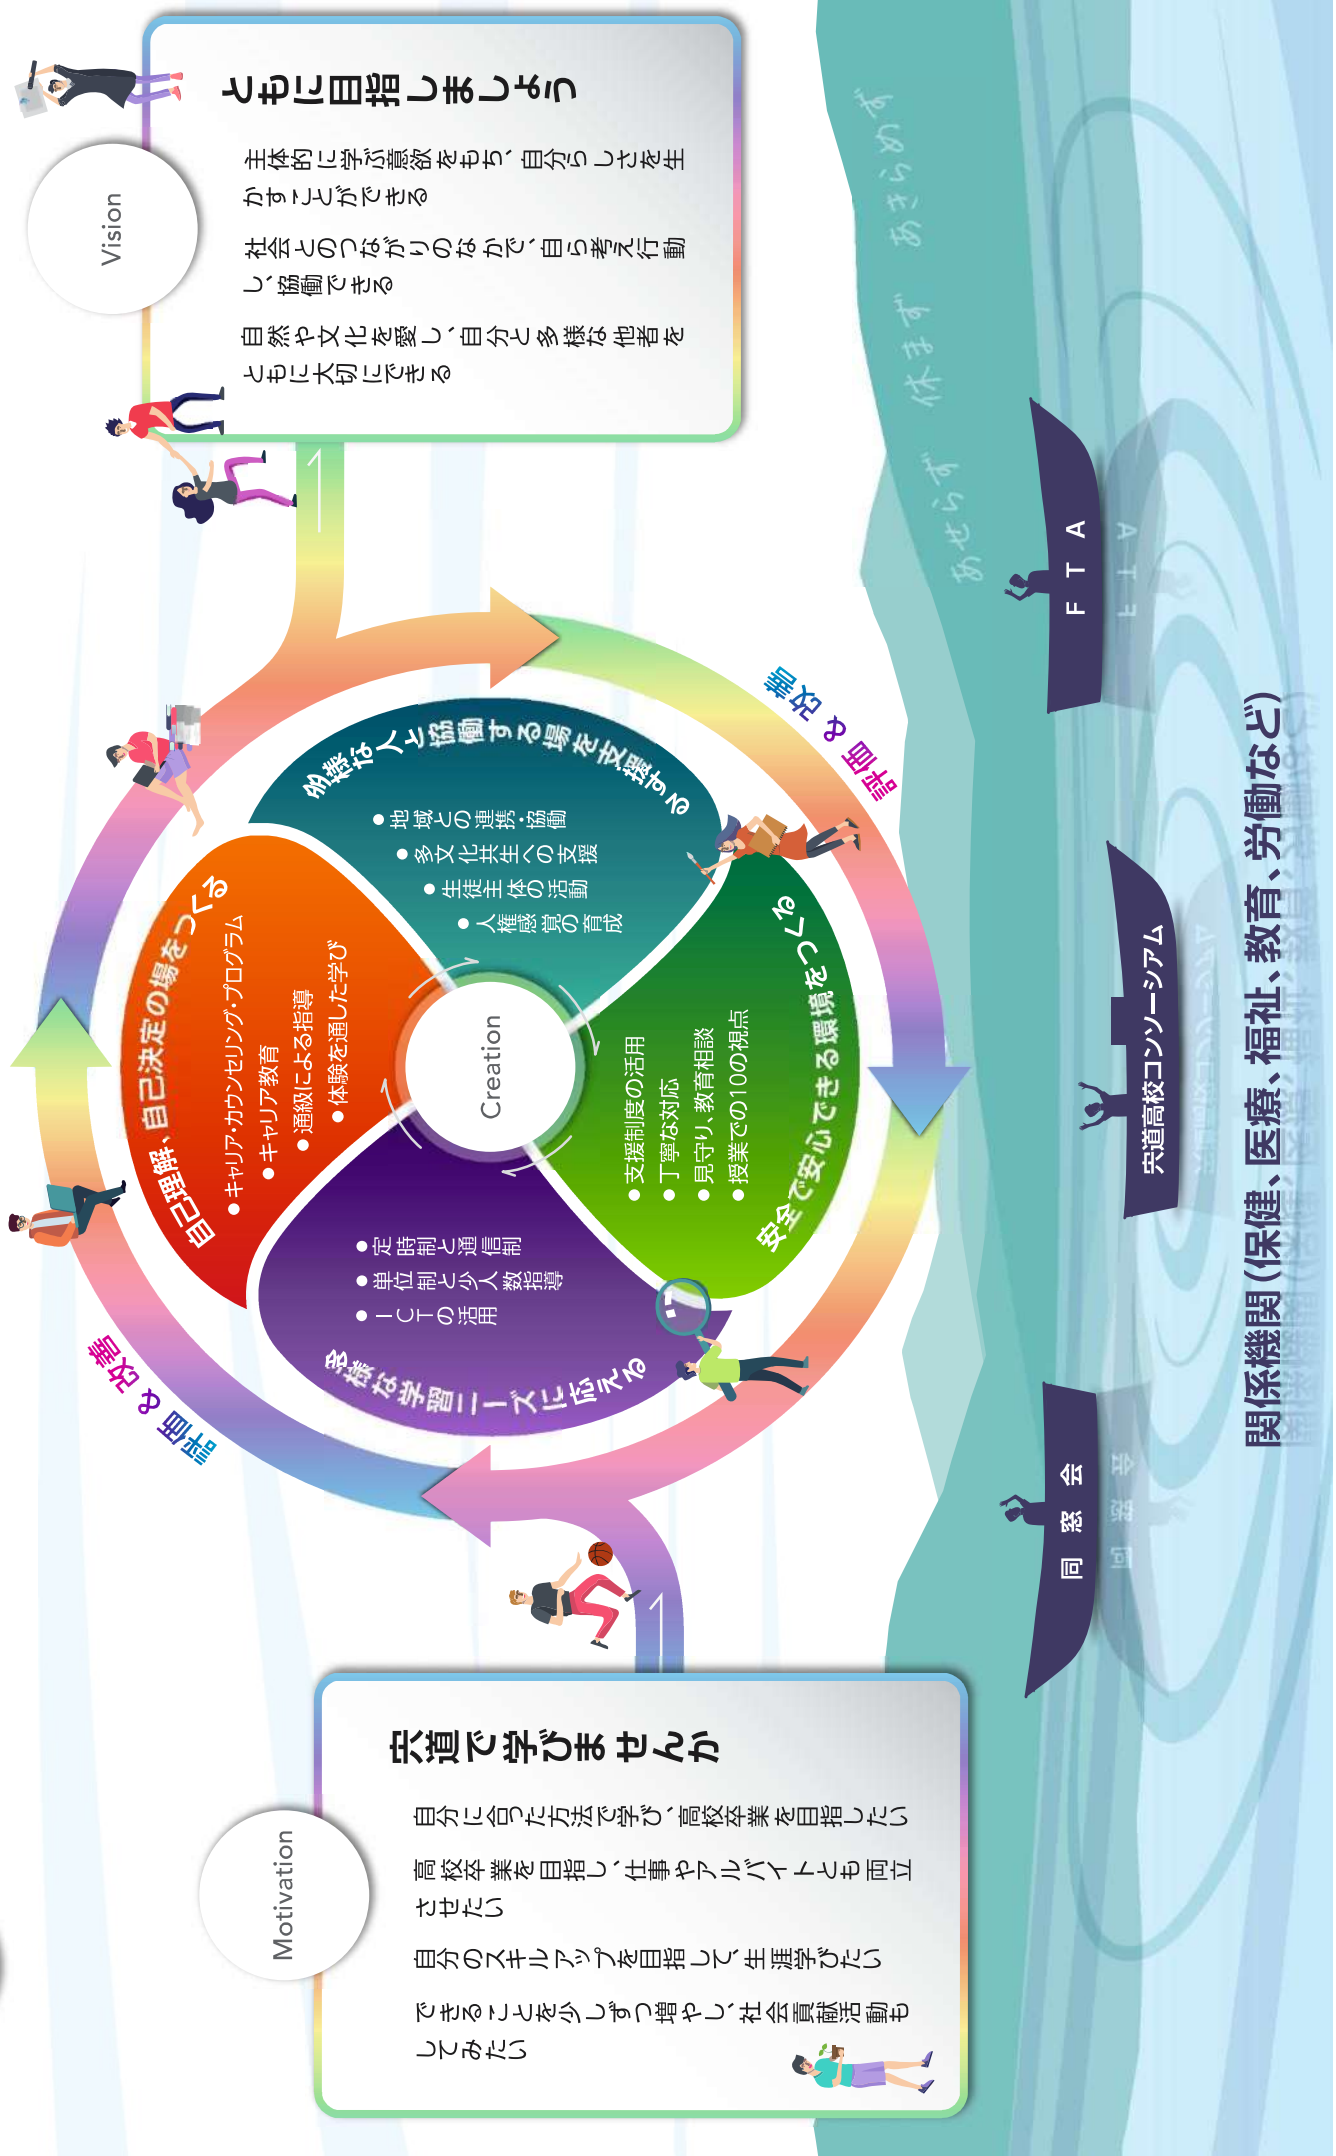 Motivation
宍道で学びませんか
自分に合った方法で学び、高校卒業を目指したい
高校卒業を目指し、仕事やアルバイトとも両立
させたい
自分のスキルアップを目指して、生涯学びたい
できることを少しずつ増やし、社会貢献活動も
してみたい
評価 & 改善
自己理解、自己決定の場をつくる
●キャリア・カウンセリング・プログラム
●キャリア教育
●通級による指導
●体験を通した学び
多様な人と協働する場を支援する
●地域との連携・協働
●多文化共生への支援
●生徒主体の活動
●人権感覚の育成
Creation
多様な学習ニーズに応える
●定時制と通信制
●単位制と少人数指導
●ICTの活用
安全で安心できる環境をつくる
●支援制度の活用
●丁寧な対応
●見守り、教育相談
●授業での10の視点
評価 & 改善
Vision
ともに目指しましょう
主体的に学ぶ意欲をもち、自分らしさを生
かすことができる
社会とのつながりのなかで、自ら考え行動
し、協働できる
自然や文化を愛し、自分と多様な他者を
ともに大切にできる
あせらず 休まず あきらめず
同窓会
宍道高校コンソーシアム
FTA
関係機関（保健、医療、福祉、教育、労働など）